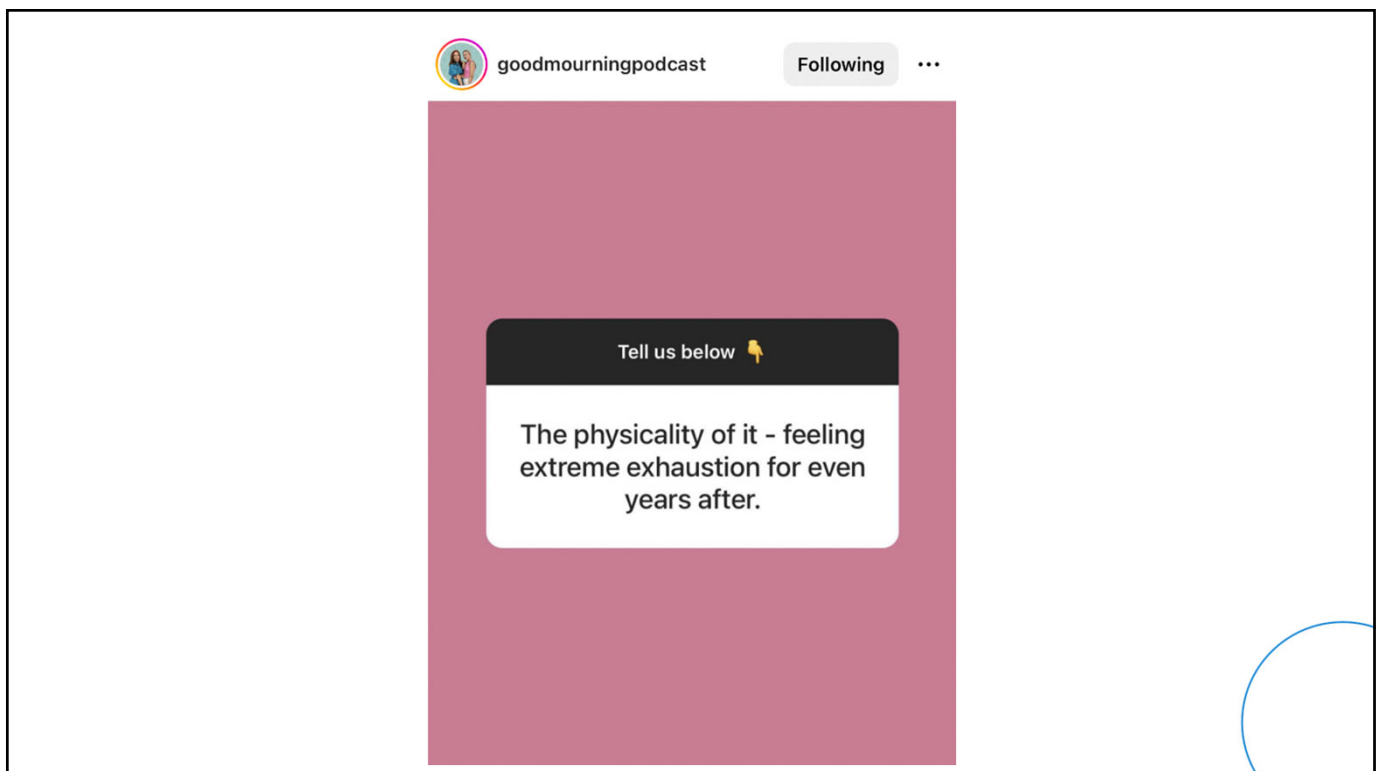 goodmourningpodcast
Following
Tell us below 👇
The physicality of it - feeling
extreme exhaustion for even
years after.